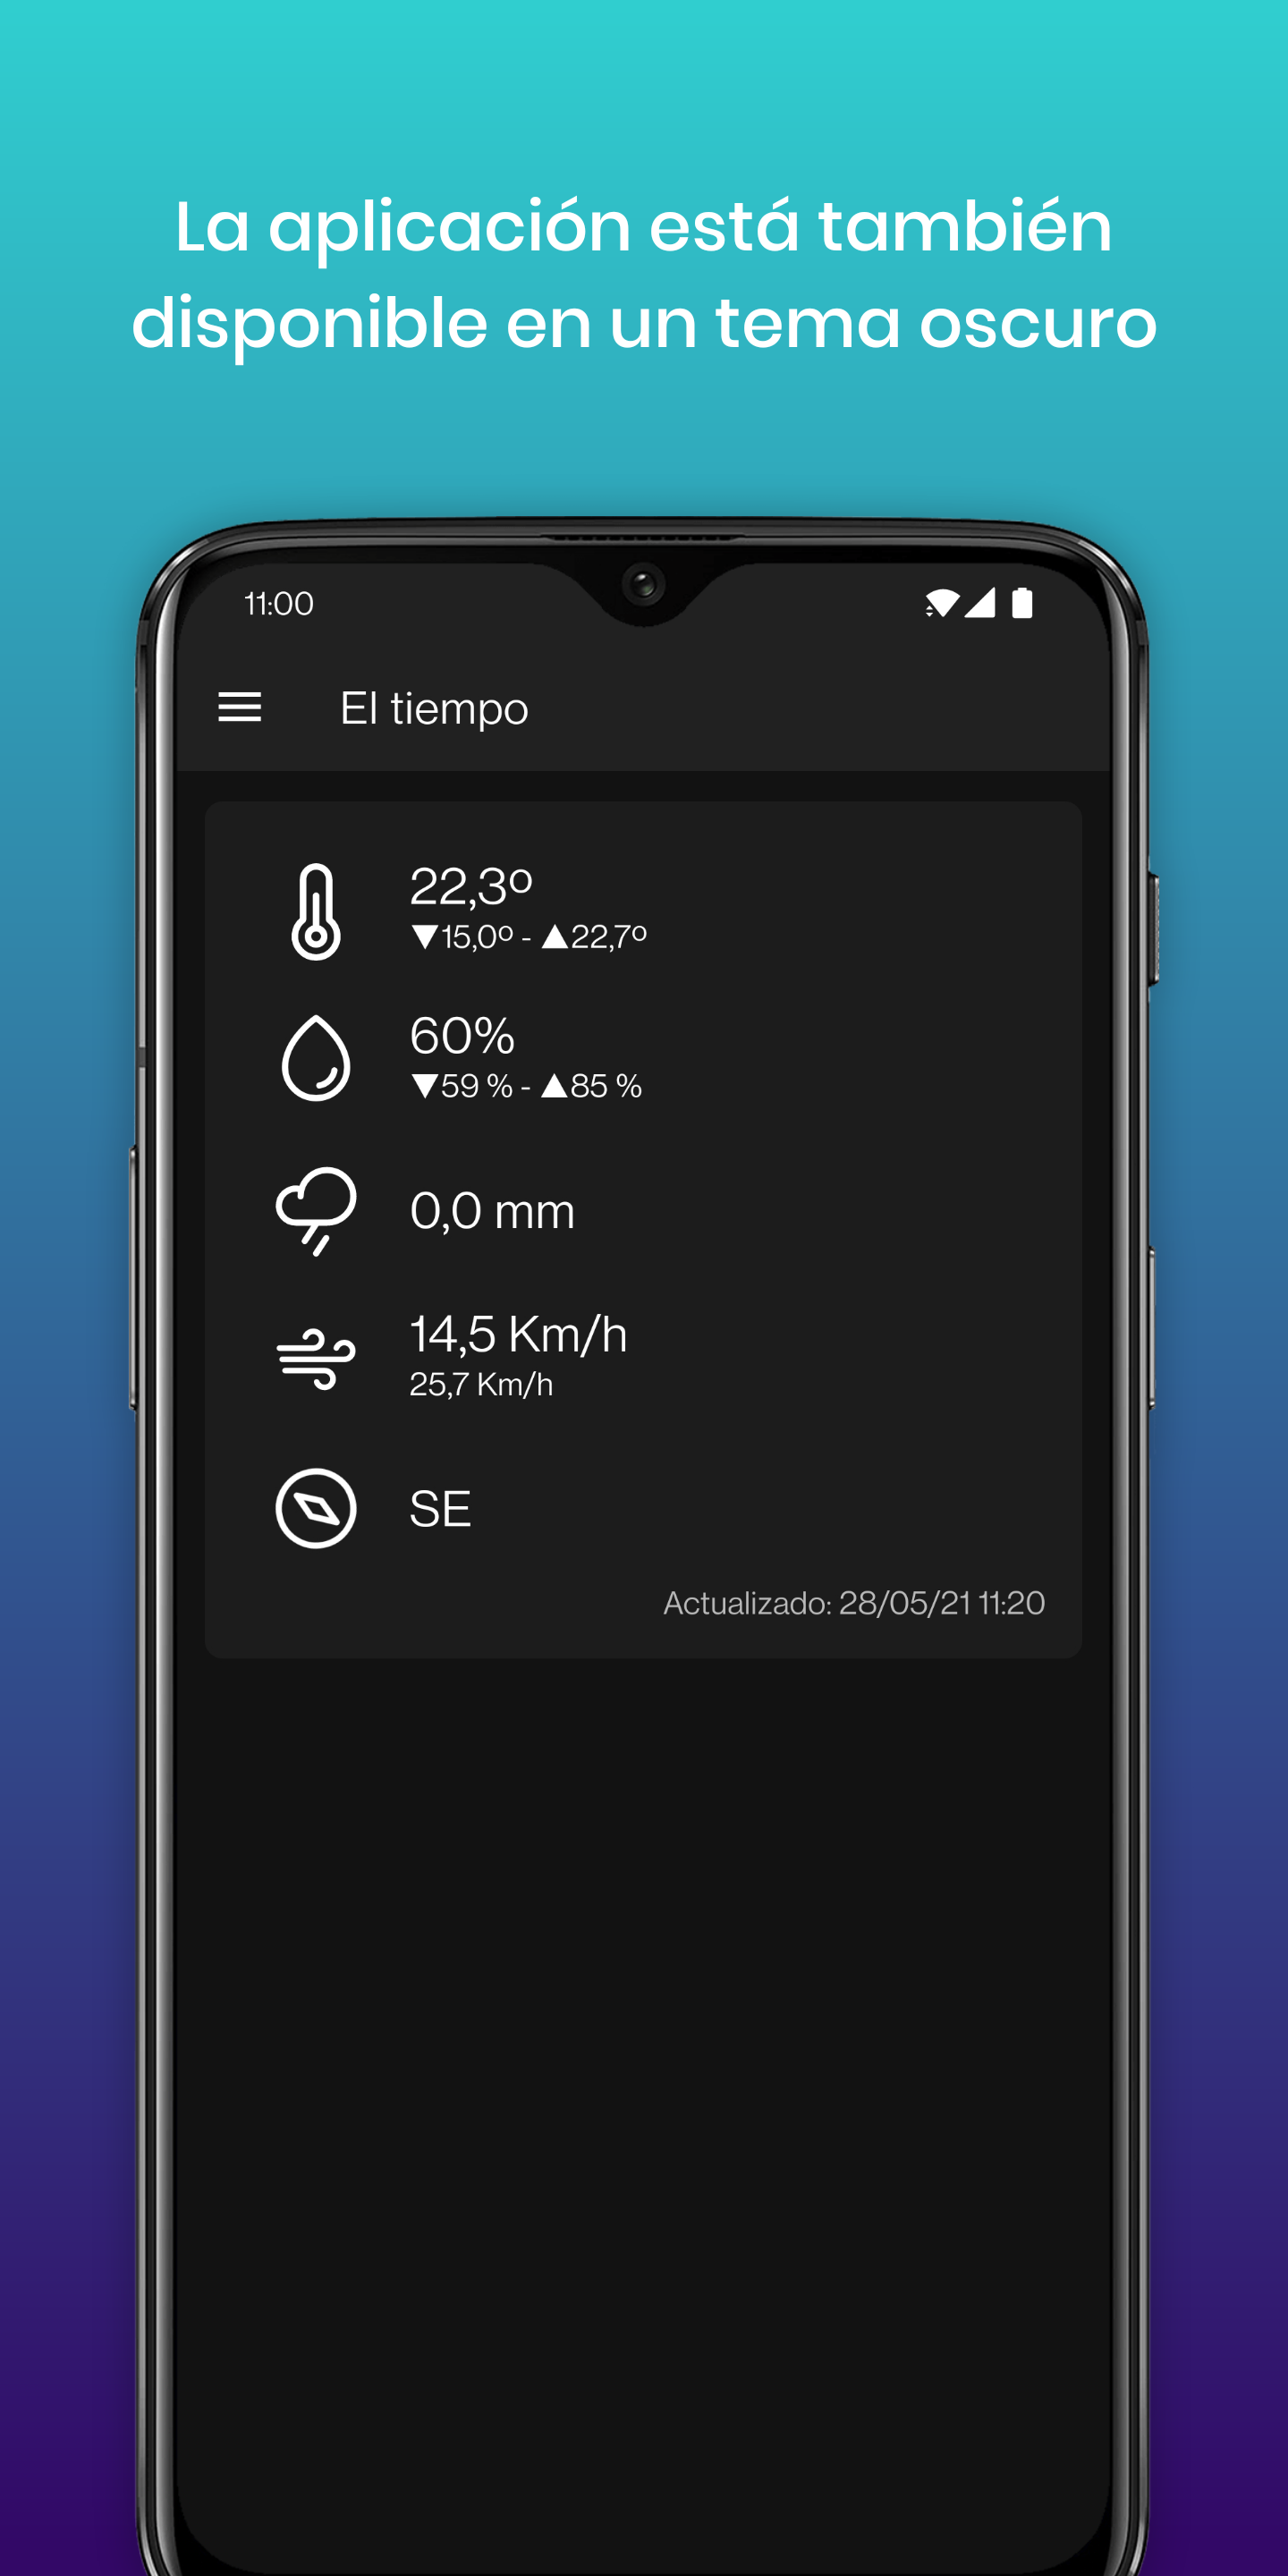 La aplicación está también
disponible en un tema oscuro
11:00
El tiempo
22,3º
▼15,0º - ▲22,7º
60%
▼59 % - ▲85 %
0,0 mm
14,5 Km/h
25,7 Km/h
SE
Actualizado: 28/05/21 11:20